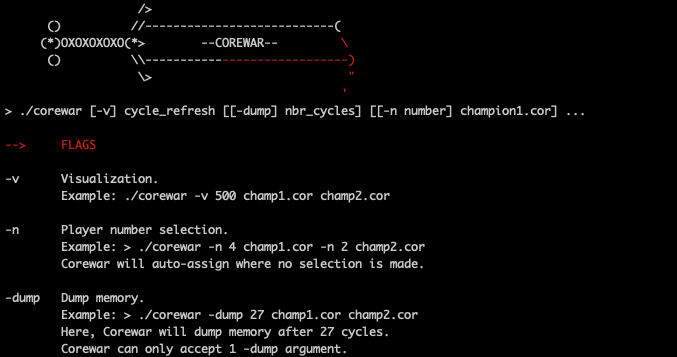 />
() //---------------------------(
(*)OXOXOXOXO(*> --COREWAR-- \
() \\-----------------------------)
\> "
'
> ./corewar [-v] cycle_refresh [[-dump] nbr_cycles] [[-n number] champion1.cor] ...
--> FLAGS
-v Visualization.
Example: ./corewar -v 500 champ1.cor champ2.cor
-n Player number selection.
Example: > ./corewar -n 4 champ1.cor -n 2 champ2.cor
Corewar will auto-assign where no selection is made.
-dump Dump memory.
Example: > ./corewar -dump 27 champ1.cor champ2.cor
Here, Corewar will dump memory after 27 cycles.
Corewar can only accept 1 -dump argument.